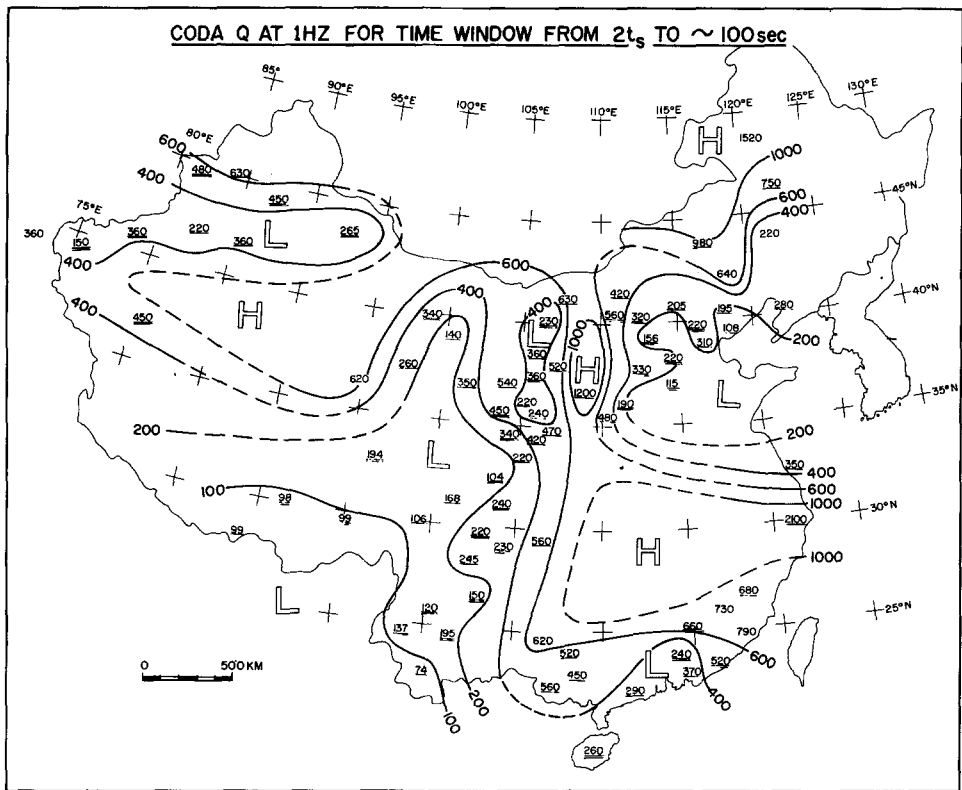 CODA Q AT 1HZ FOR TIME WINDOW FROM 2ts TO ~ 100sec
85° 90°E 95°E 100°E 105°E 110°E 115°E 120°E 125°E 130°E
H 1520
80°E
600 480 630 1000
400 450 750 45°N
600
75°E 400
360 150 360 220 360 L 265 220
980
400 600 640
400 400 630 420 40°N
450 H 340 400 230 560 320 205 195 280
140 L 1000 220 108
156 310 200
360
260 360 520 H 220
620 350 540 1200 330 115 L 35°N
220 190
450 240 480
200 340 470 200
420
194 L 220 350 400
104 600
100 98 168 240 1000
99 106 2100 30°N
99 220 560
230 H
245 1000
L 150 680
120 730 25°N
137 195 620 660 790
520 240 520 600
0 500 KM 74 450 L 370
560 290 400
100 200
260